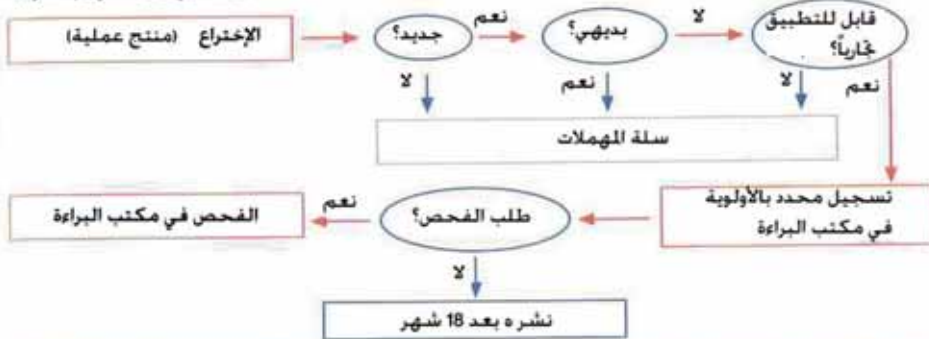 الإختراع (منتج عملية)
جديد؟
نعم
بديهي؟
لا
قابل للتطبيق
تجارياً؟
لا
نعم
لا
نعم
سلة المهملات
تسجيل محدد بالأولوية
في مكتب البراءة
طلب الفحص؟
نعم
الفحص في مكتب البراءة
لا
نشره بعد 18 شهر